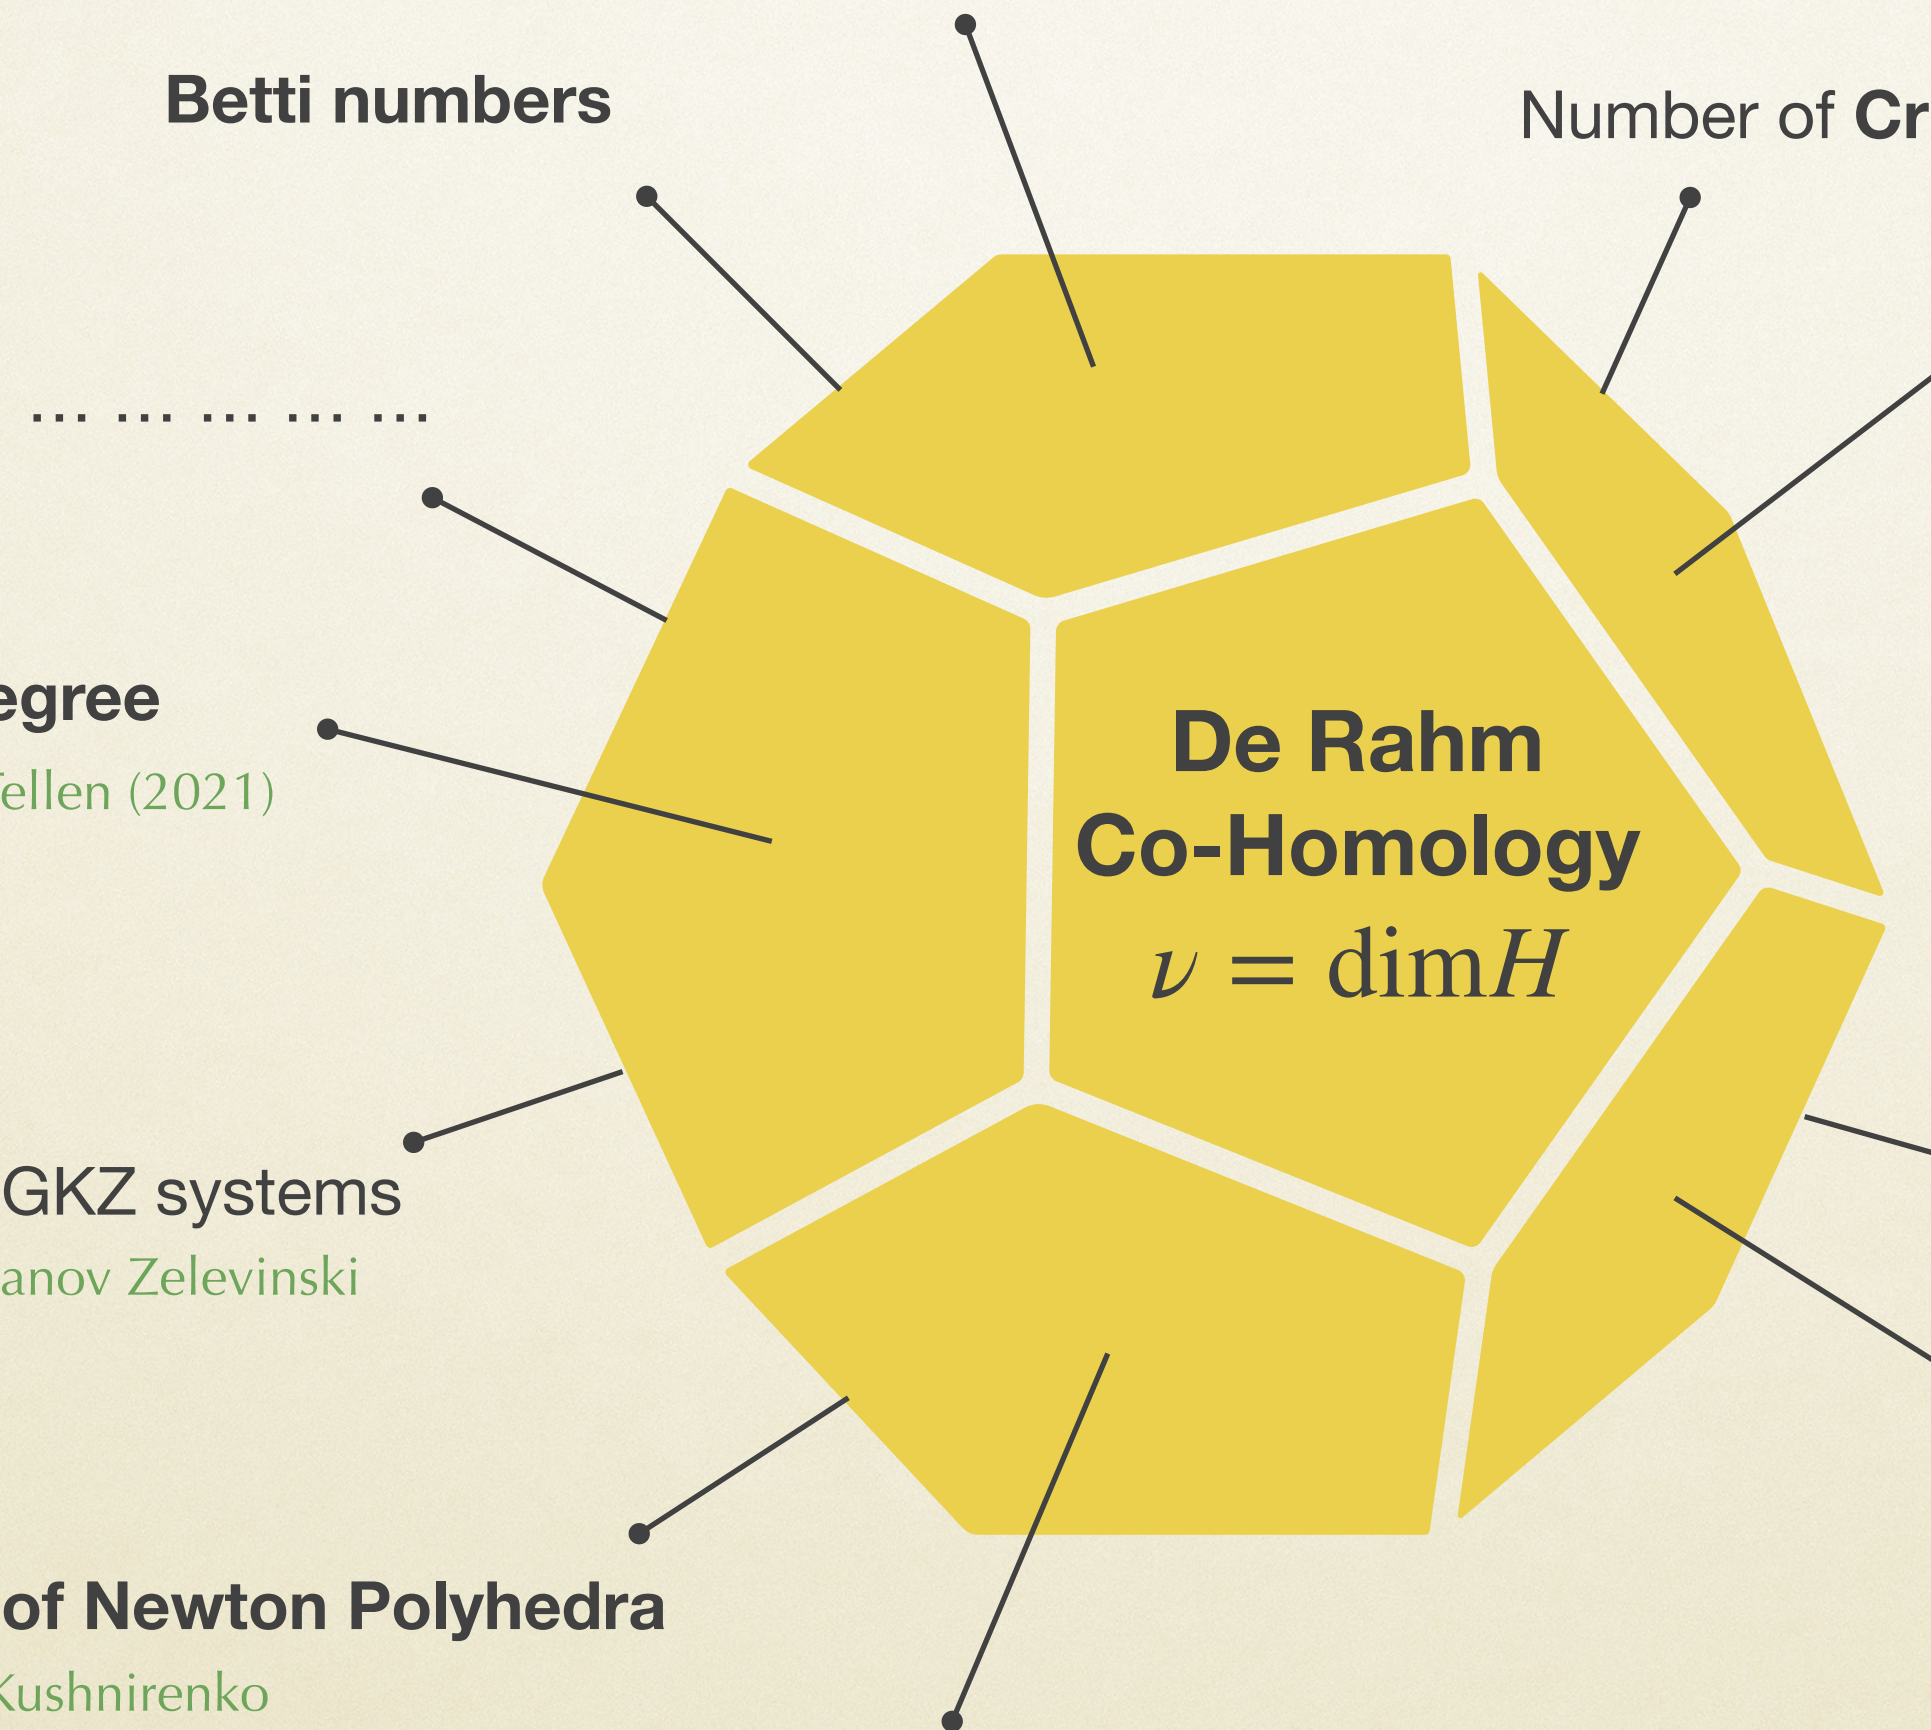 Betti numbers
Number of Cr
... ... ... ... ...
egree
ellen (2021)
De Rahm
Co-Homology
ν = dimH
GKZ systems
anov Zelevinski
of Newton Polyhedra
Kushnirenko